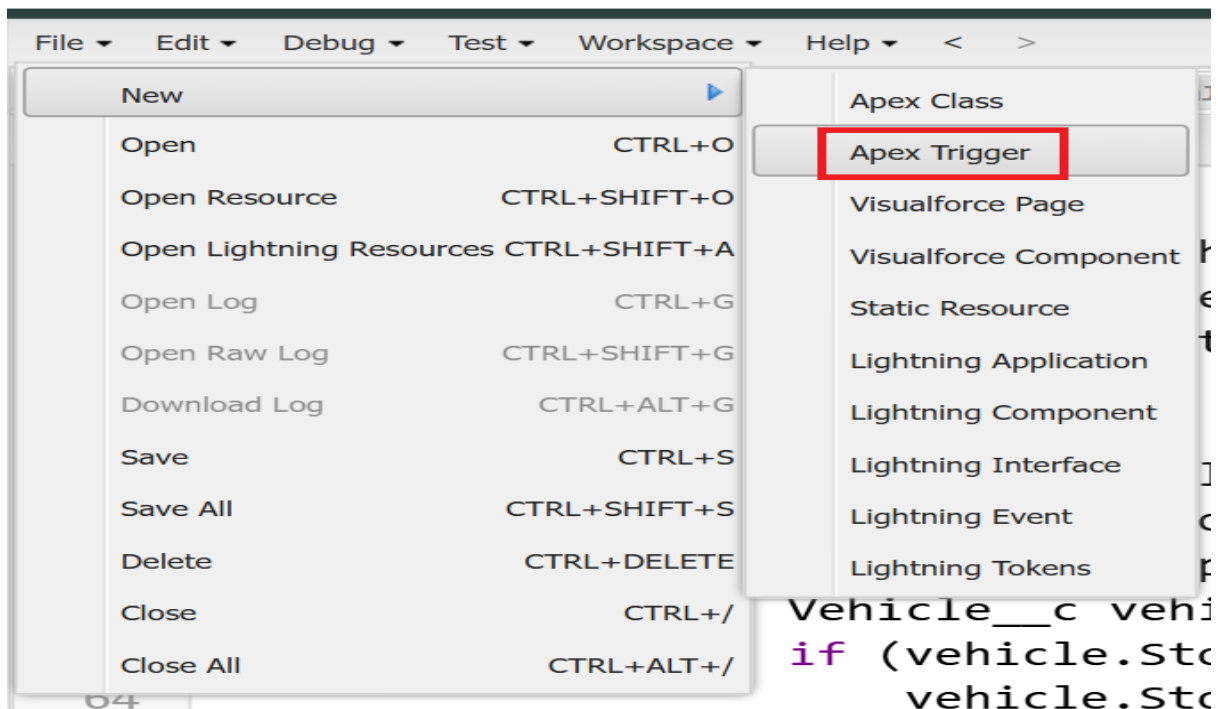 File Edit Debug Test Workspace Help < >
New
Open CTRL+O
Open Resource CTRL+SHIFT+O
Open Lightning Resources CTRL+SHIFT+A
Open Log CTRL+G
Open Raw Log CTRL+SHIFT+G
Download Log CTRL+ALT+G
Save CTRL+S
Save All CTRL+SHIFT+S
Delete CTRL+DELETE
Close CTRL+/
Close All CTRL+ALT+/
Apex Class
Apex Trigger
Visualforce Page
Visualforce Component
Static Resource
Lightning Application
Lightning Component
Lightning Interface
Lightning Event
Lightning Tokens
Vehicle__c vehi
if (vehicle.Sto
64 vehicle.Sto